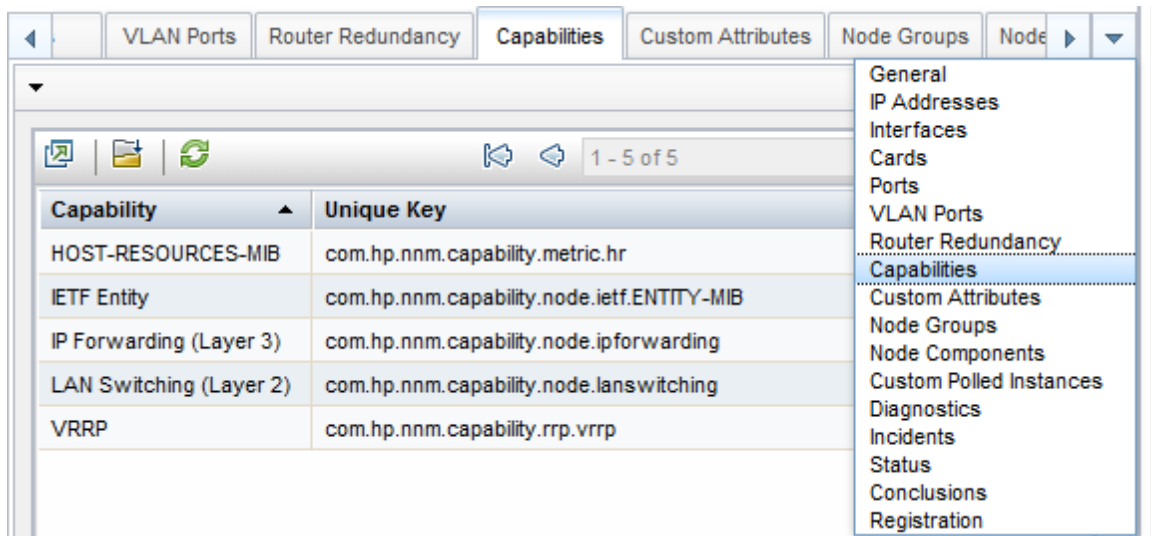 VLAN Ports Router Redundancy Capabilities Custom Attributes Node Groups Node
1 - 5 of 5
Capability Unique Key
HOST-RESOURCES-MIB com.hp.nnm.capability.metric.hr
IETF Entity com.hp.nnm.capability.node.ietf.ENTITY-MIB
IP Forwarding (Layer 3) com.hp.nnm.capability.node.ipforwarding
LAN Switching (Layer 2) com.hp.nnm.capability.node.lanswitching
VRRP com.hp.nnm.capability.rrp.vrrp
General
IP Addresses
Interfaces
Cards
Ports
VLAN Ports
Router Redundancy
Capabilities
Custom Attributes
Node Groups
Node Components
Custom Polled Instances
Diagnostics
Incidents
Status
Conclusions
Registration